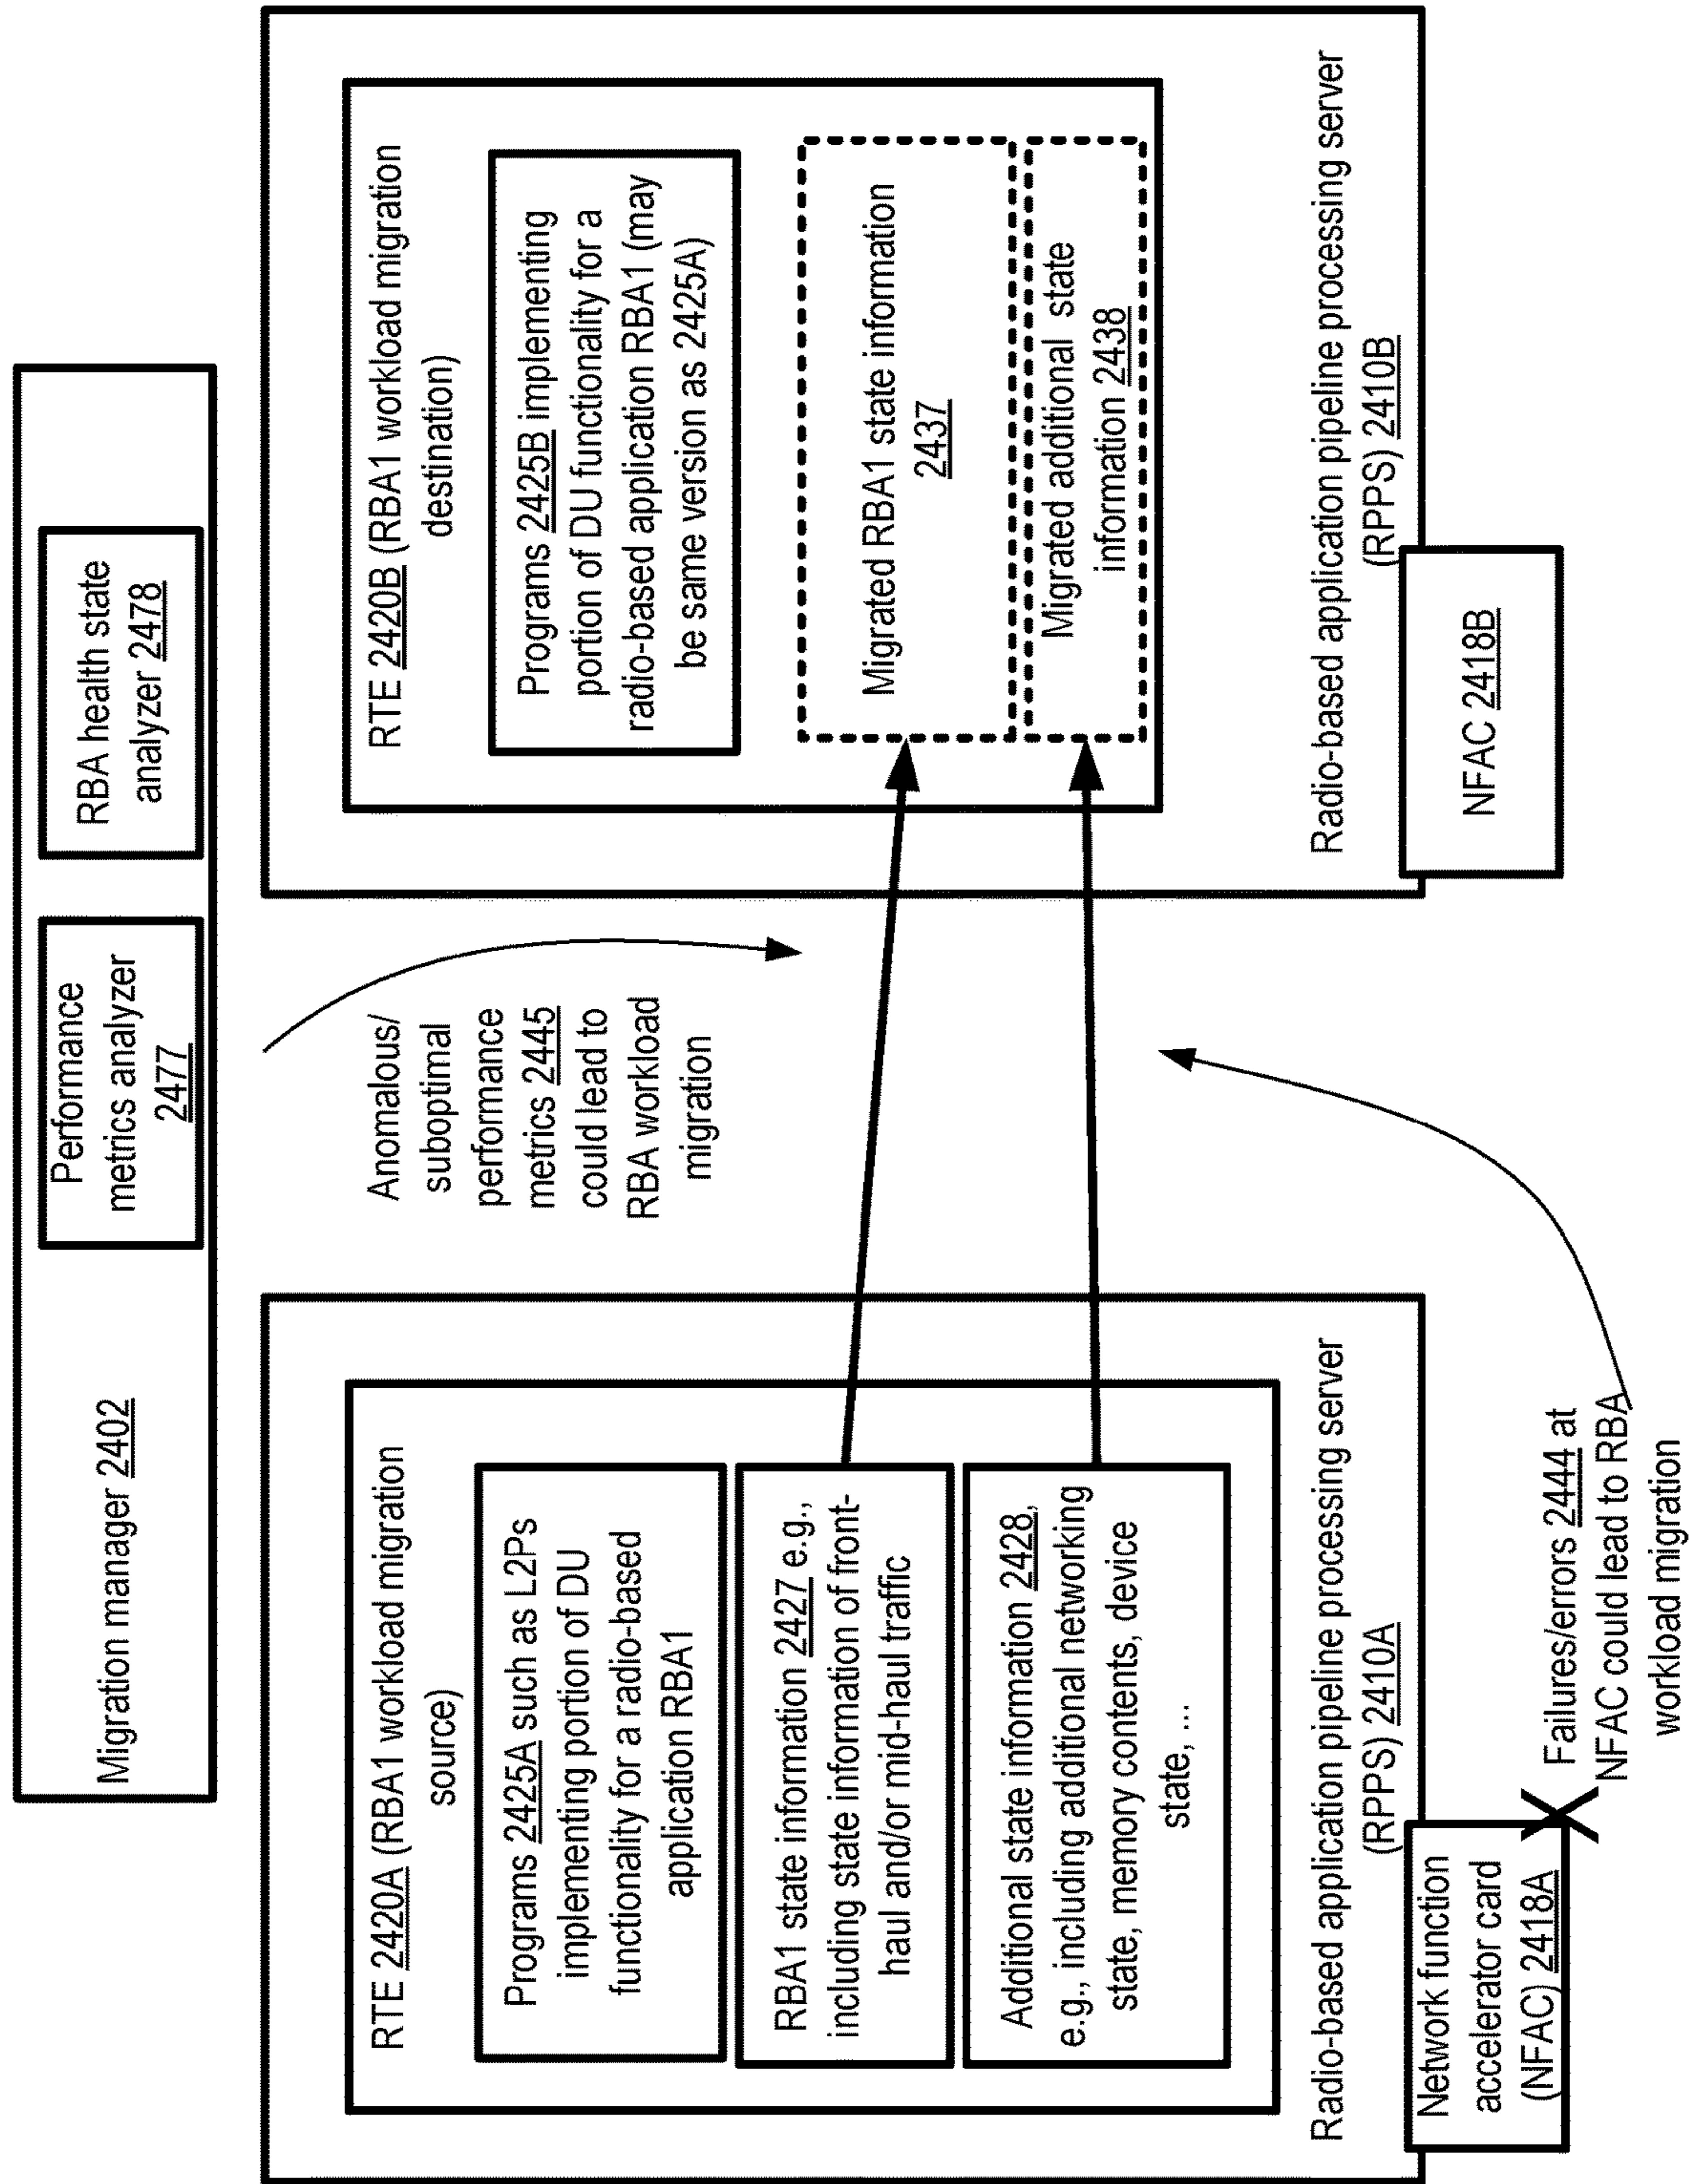 Migration manager 2402
Performance
metrics analyzer
2477
RBA health state
analyzer 2478
RTE 2420A (RBA1 workload migration
source)
Programs 2425A such as L2Ps
implementing portion of DU
functionality for a radio-based
application RBA1
RBA1 state information 2427 e.g.,
including state information of front-
haul and/or mid-haul traffic
Additional state information 2428,
e.g., including additional networking
state, memory contents, device
state, ...
Radio-based application pipeline processing server
(RPPS) 2410A
Network function
accelerator card
(NFAC) 2418A
Failures/errors 2444 at
NFAC could lead to RBA
workload migration
Anomalous/
suboptimal
performance
metrics 2445
could lead to
RBA workload
migration
RTE 2420B (RBA1 workload migration
destination)
Programs 2425B implementing
portion of DU functionality for a
radio-based application RBA1 (may
be same version as 2425A)
Migrated RBA1 state information
2437
Migrated additional state
information 2438
Radio-based application pipeline processing server
(RPPS) 2410B
NFAC 2418B